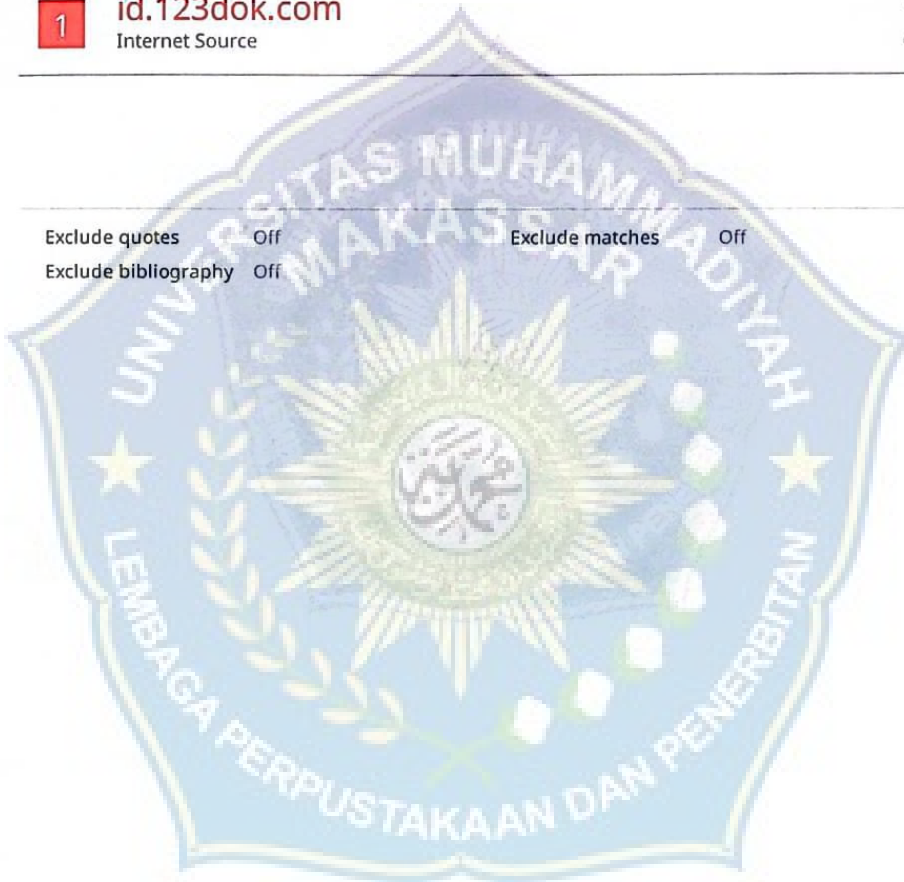 1 id.123dok.com
Internet Source
Exclude quotes Off Exclude matches Off
Exclude bibliography Off
UNIVERSITAS MUHAMMADIYAH
MAKASSAR
LEMBAGA PERPUSTAKAAN DAN PENERBITAN